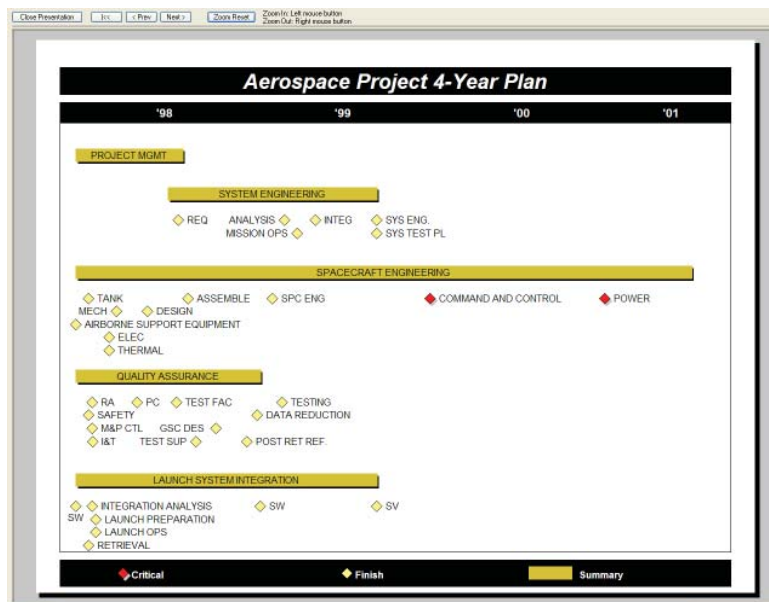 Close Presentation |<< < Prev Next > Zoom Reset Zoom In: Left mouse button
Zoom Out: Right mouse button
Aerospace Project 4-Year Plan
'98 '99 '00 '01
PROJECT MGMT
SYSTEM ENGINEERING
REQ ANALYSIS INTEG SYS ENG.
MISSION OPS SYS TEST PL
SPACECRAFT ENGINEERING
TANK ASSEMBLE SPC ENG COMMAND AND CONTROL POWER
MECH DESIGN
AIRBORNE SUPPORT EQUIPMENT
ELEC
THERMAL
QUALITY ASSURANCE
RA PC TEST FAC TESTING
SAFETY DATA REDUCTION
M&P CTL GSC DES
I&T TEST SUP POST RET REF.
LAUNCH SYSTEM INTEGRATION
INTEGRATION ANALYSIS SW SV
SW LAUNCH PREPARATION
LAUNCH OPS
RETRIEVAL
Critical Finish Summary